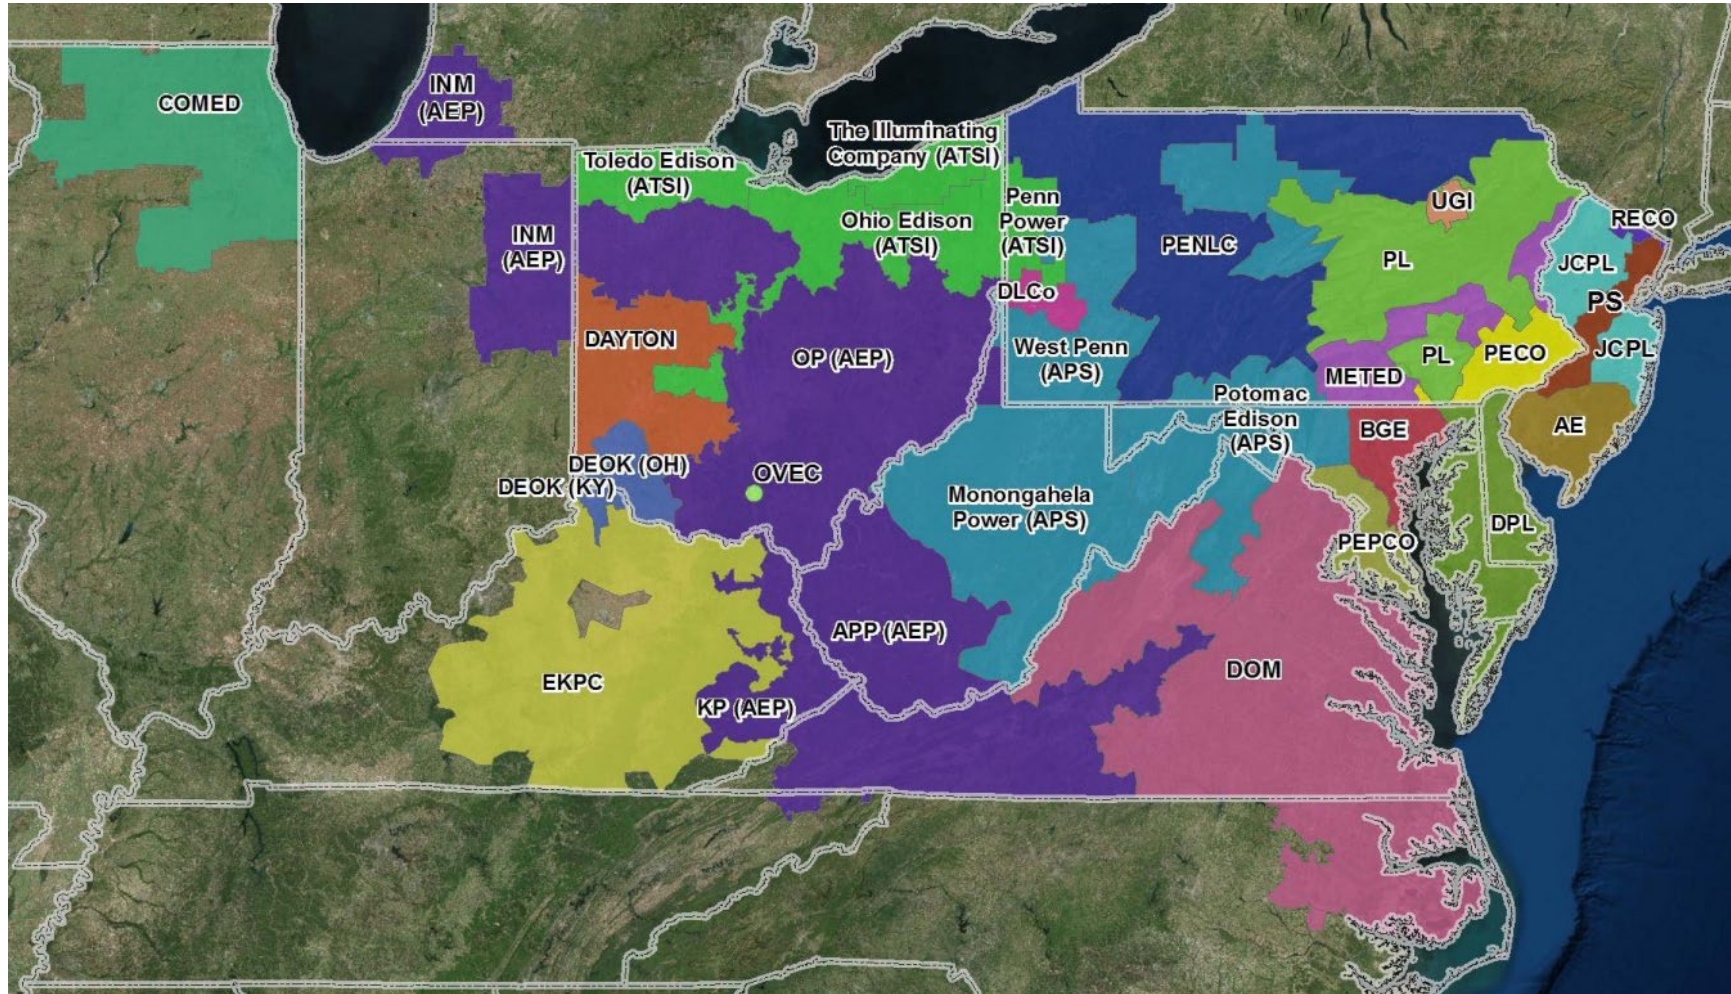 COMED
INM
(AEP)
The Illuminating
Company (ATSI)
Toledo Edison
(ATSI)
Penn
Power
(ATSI)
UGI
RECO
Ohio Edison
(ATSI)
INM
(AEP)
PENLC
PL
JCPL
DLCo
PS
DAYTON
OP (AEP)
West Penn
(APS)
PL
PECO
JCPL
METED
Potomac
Edison
(APS)
BGE
AE
DEOK (OH)
DEOK (KY)
OVEC
Monongahela
Power (APS)
DPL
PEPCO
APP (AEP)
EKPC
KP (AEP)
DOM